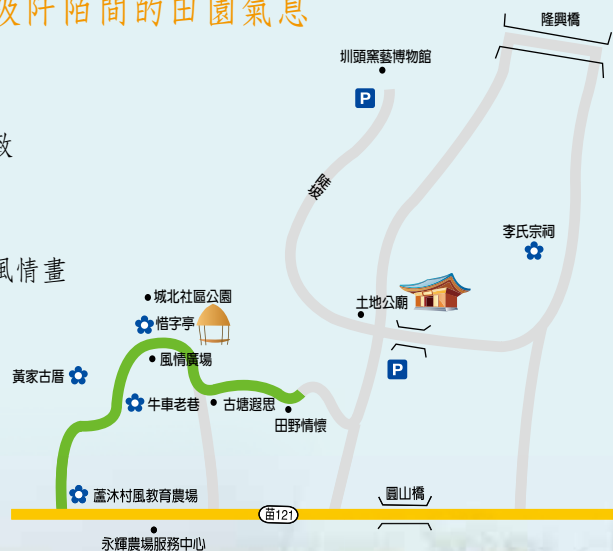 及阡陌間的田園氣息
隆興橋
圳頭窯藝博物館
P
致
陡坡
李氏宗祠
風情畫
城北社區公園
土地公廟
惜字亭
風情廣場
黃家古厝
P
牛車老巷
古塘遐思
田野情懷
蘆沐村風教育農場
圓山橋
苗121
永輝農場服務中心